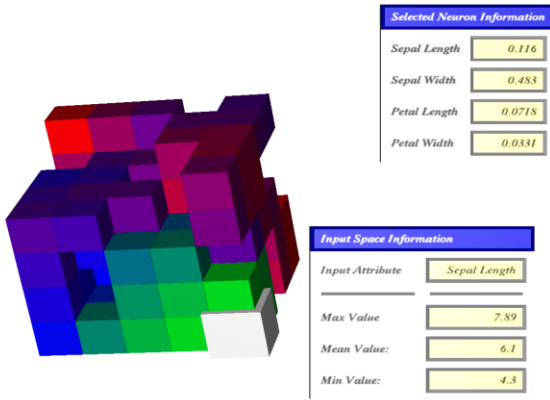 Selected Neuron Information
Sepal Length 0.116
Sepal Width 0.483
Petal Length 0.0718
Petal Width 0.0331
Input Space Information
Input Attribute Sepal Length
Max Value 7.89
Mean Value: 6.1
Min Value: 4.3